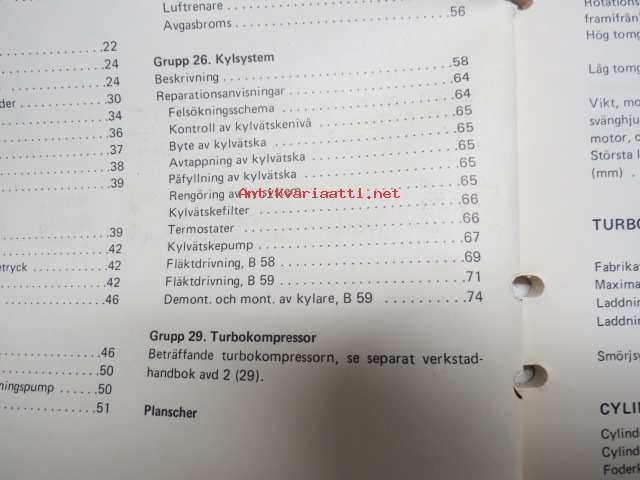 22
24
24
der 30
34
36
37
38
39
39
42
etryck 42
42
46
46
50
ningspump 50
51
Luftrenare
Avgasbroms 56
Grupp 26. Kylsystem
Beskrivning 58
Reparationsanvisningar 64
Felsökningsschema 64
Kontroll av kylvätskenivå 65
Byte av kylvätska 65
Avtappning av kylvätska 65
Påfyllning av kylvätska 65
Rengöring av 65
Antikvariaatti.net
Kylvätskefilter 66
Termostater 66
Kylvätskepump 67
Fläktdrivning, B 58 69
Fläktdrivning, B 59 71
Demont. och mont. av kylare, B 59 74
Grupp 29. Turbokompressor
Beträffande turbokompressorn, se separat verkstad-
handbok avd 2 (29).
Planscher
Rotations
framifrån)
Hög tomg
Låg tomg
Vikt, mo
svänghju
motor, o
Största l
(mm) .
TURBO
Fabrika
Maxima
Laddnin
Laddnin
Smörjsy
CYLIN
Cylinde
Cylinde
Foderk